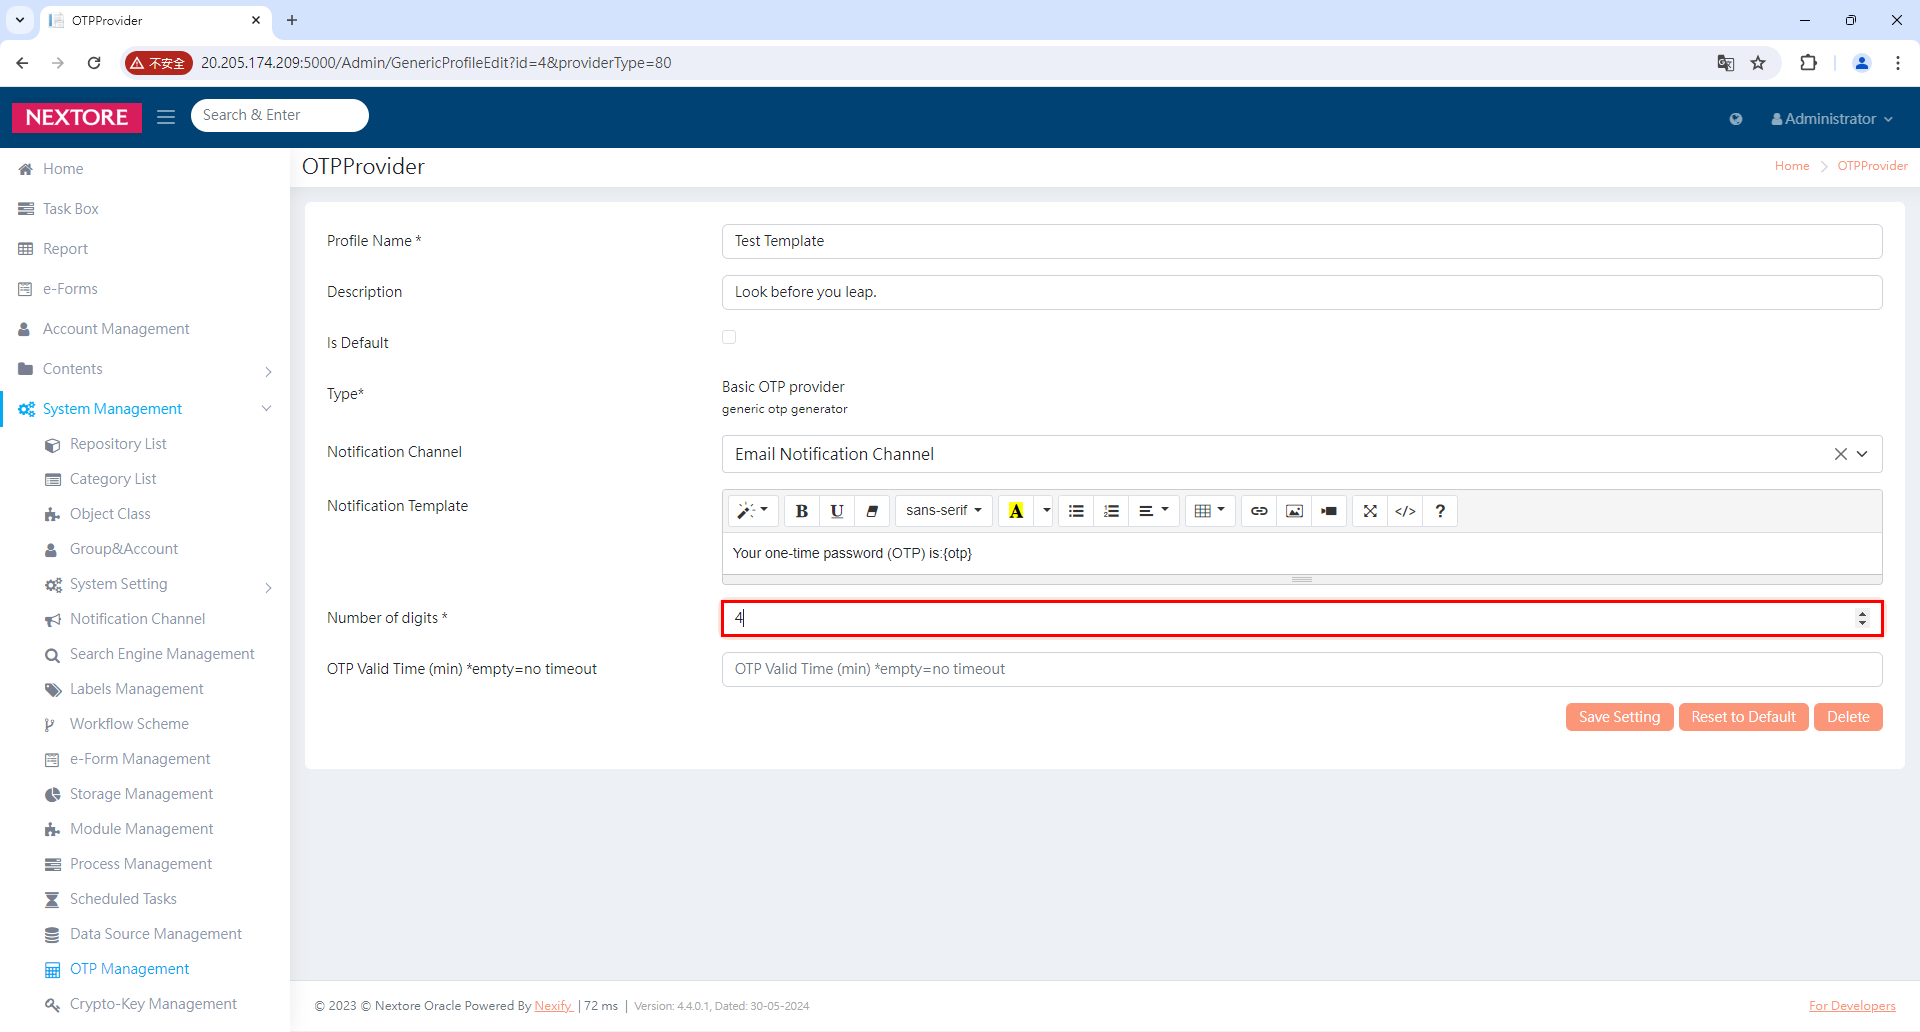 OTPProvider
不安全
20.205.174.209:5000/Admin/GenericProfileEdit?id=4&providerType=80
NEXTORE
Search & Enter
Administrator
Home
Task Box
Report
e-Forms
Account Management
Contents
System Management
Repository List
Category List
Object Class
Group&Account
System Setting
Notification Channel
Search Engine Management
Labels Management
Workflow Scheme
e-Form Management
Storage Management
Module Management
Process Management
Scheduled Tasks
Data Source Management
OTP Management
Crypto-Key Management
OTPProvider
Home
OTPProvider
Profile Name *
Test Template
Description
Look before you leap.
Is Default
Type*
Basic OTP provider
generic otp generator
Notification Channel
Email Notification Channel
Notification Template
B U sans-serif A </> ?
Your one-time password (OTP) is:{otp}
Number of digits *
4
OTP Valid Time (min) *empty=no timeout
OTP Valid Time (min) *empty=no timeout
Save Setting
Reset to Default
Delete
© 2023 © Nextore Oracle Powered By Nexify | 72 ms | Version: 4.4.0.1, Dated: 30-05-2024
For Developers